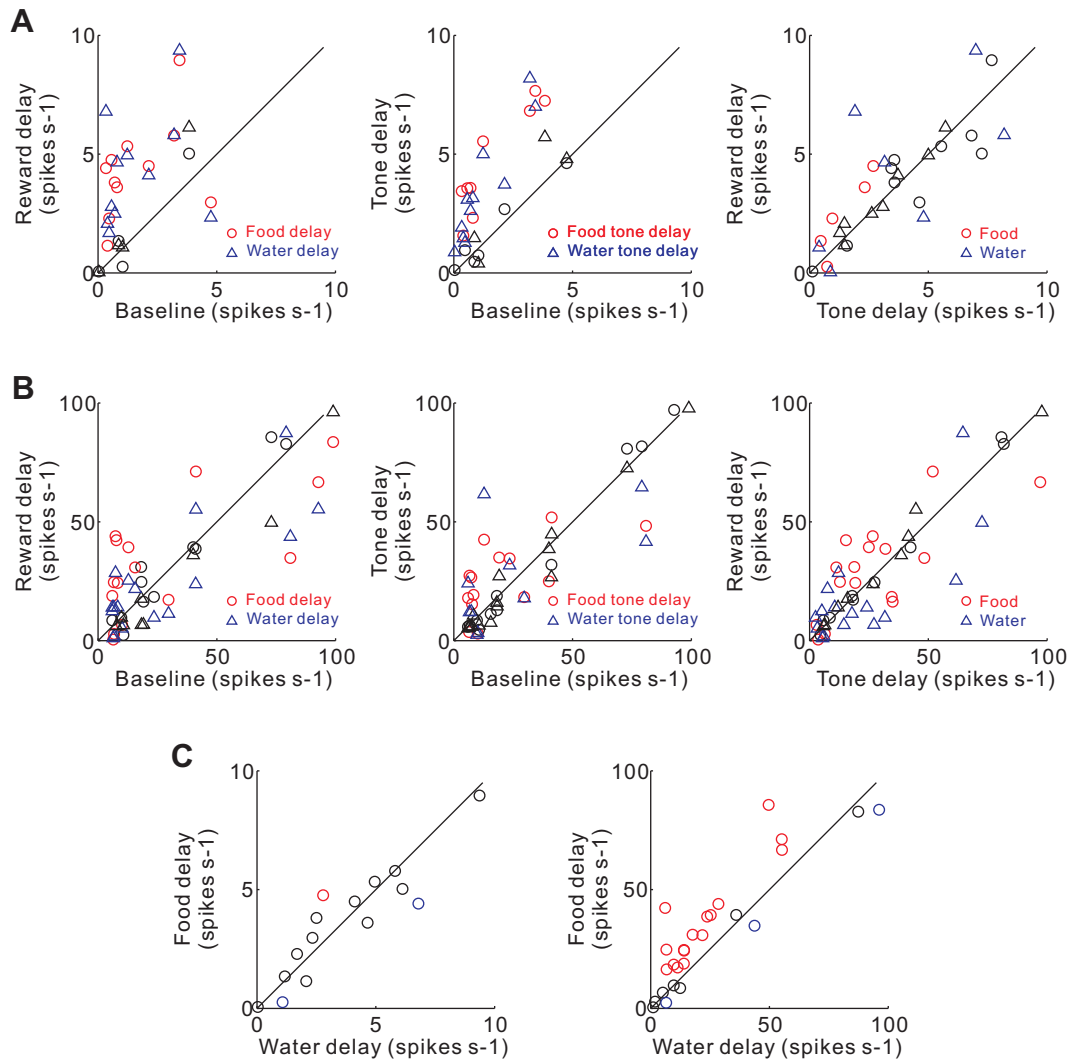 A
Reward delay
(spikes s-1)
10
5
0
0
5
10
Baseline (spikes s-1)
Food delay
Water delay
Tone delay
(spikes s-1)
10
5
0
0
5
10
Baseline (spikes s-1)
Food tone delay
Water tone delay
Reward delay
(spikes s-1)
10
5
0
0
5
10
Tone delay (spikes s-1)
Food
Water
B
Reward delay
(spikes s-1)
100
50
0
0
50
100
Baseline (spikes s-1)
Food delay
Water delay
Tone delay
(spikes s-1)
100
50
0
0
50
100
Baseline (spikes s-1)
Food tone delay
Water tone delay
Reward delay
(spikes s-1)
100
50
0
0
50
100
Tone delay (spikes s-1)
Food
Water
C
Food delay
(spikes s-1)
10
5
0
0
5
10
Water delay (spikes s-1)
Food delay
(spikes s-1)
100
50
0
0
50
100
Water delay (spikes s-1)